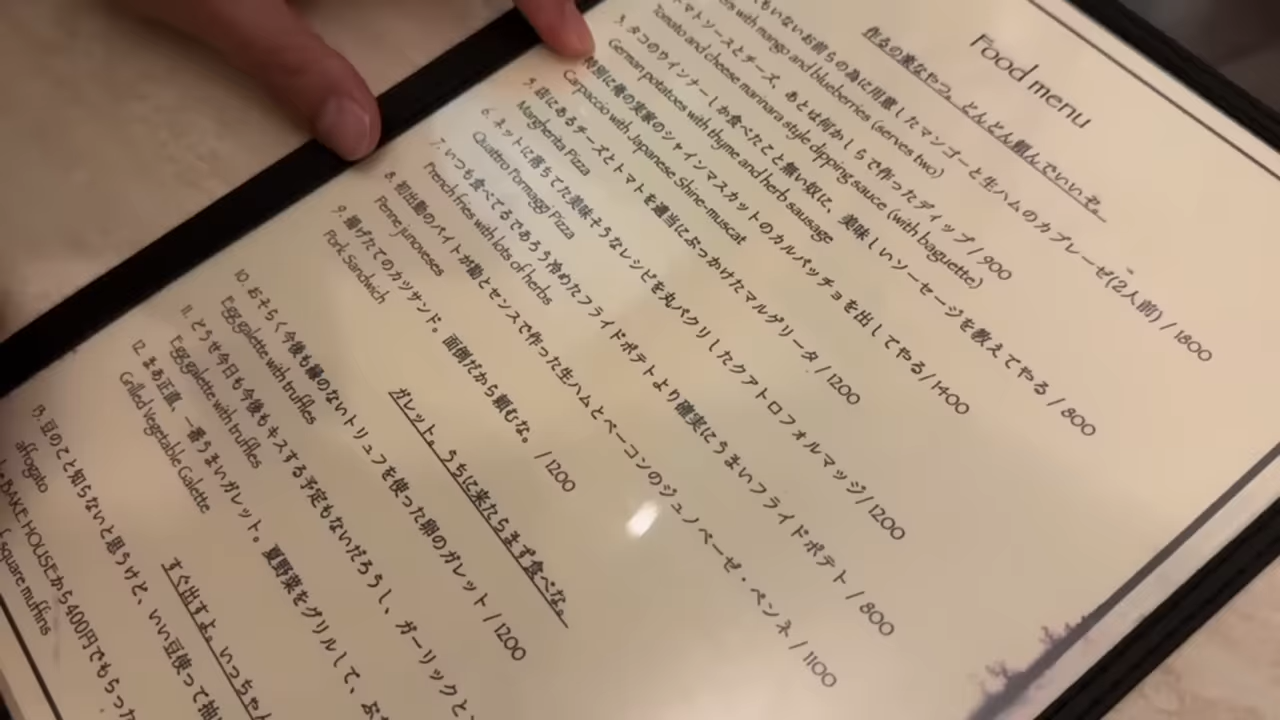 Food menu
作るの楽なやつ。どんどん頼んでいいぞ。
もいないお前らの為に用意したマンゴーと生ハムのカプレーゼ(2人前) / 1800
with mango and blueberries (serves two)
トマトソースとチーズ、あとは何かしらで作ったディップ / 900
Tomato and cheese marinara style dipping sauce (with baguette)
3. タコのウインナーしか食べたこと無い奴に、美味しいソーセージを教えてやる / 800
German potatoes with thyme and herb sausage
特別に俺の実家のシャインマスカットのカルパッチョを出してやる / 1400
Carpaccio with Japanese Shine-muscat
5. 店にあるチーズとトマトを適当にぶっかけたマルゲリータ / 1200
Margherita Pizza
6. ネットに落ちてた美味そうなレシピを丸パクリしたクアトロフォルマッジ / 1200
Quattro Formaggi Pizza
7. いつも食べてるであろう冷めたフライドポテトより確実にうまいフライドポテト / 800
French fries with lots of herbs
8. 初出勤のバイトが勘とセンスで作った生ハムとベーコンのジュノベーゼ・ペンネ / 1100
Penne junoveses
9. 揚げたてのカツサンド。面倒だから頼むな。 / 1200
Pork Sandwich
ガレット。うちに来たらまず食べな。
10. おそらく今後も縁のないトリュフを使った卵のガレット / 1200
Egg galette with truffles
11. どうせ今日も今後もキスする予定もないだろうし、ガーリックと
Egg galette with truffles
12. まあ正直、一番うまいガレット。夏野菜をグリルして、
Grilled Vegetable Galette
すぐ出すよ。いっちゃん
13. 豆のこと知らないと思うけど、いい豆使って抽
affogato
BAKE HOUSEから400円でもらった
square muffins